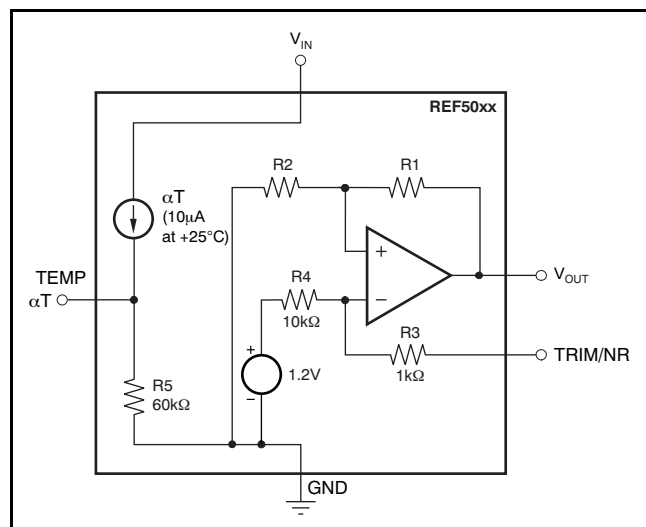 V_IN
REF50xx
R2
R1
αT
(10μA
at +25°C)
+
TEMP
αT
R4
10kΩ
−
V_OUT
R3
1kΩ
TRIM/NR
+
1.2V
−
R5
60kΩ
GND